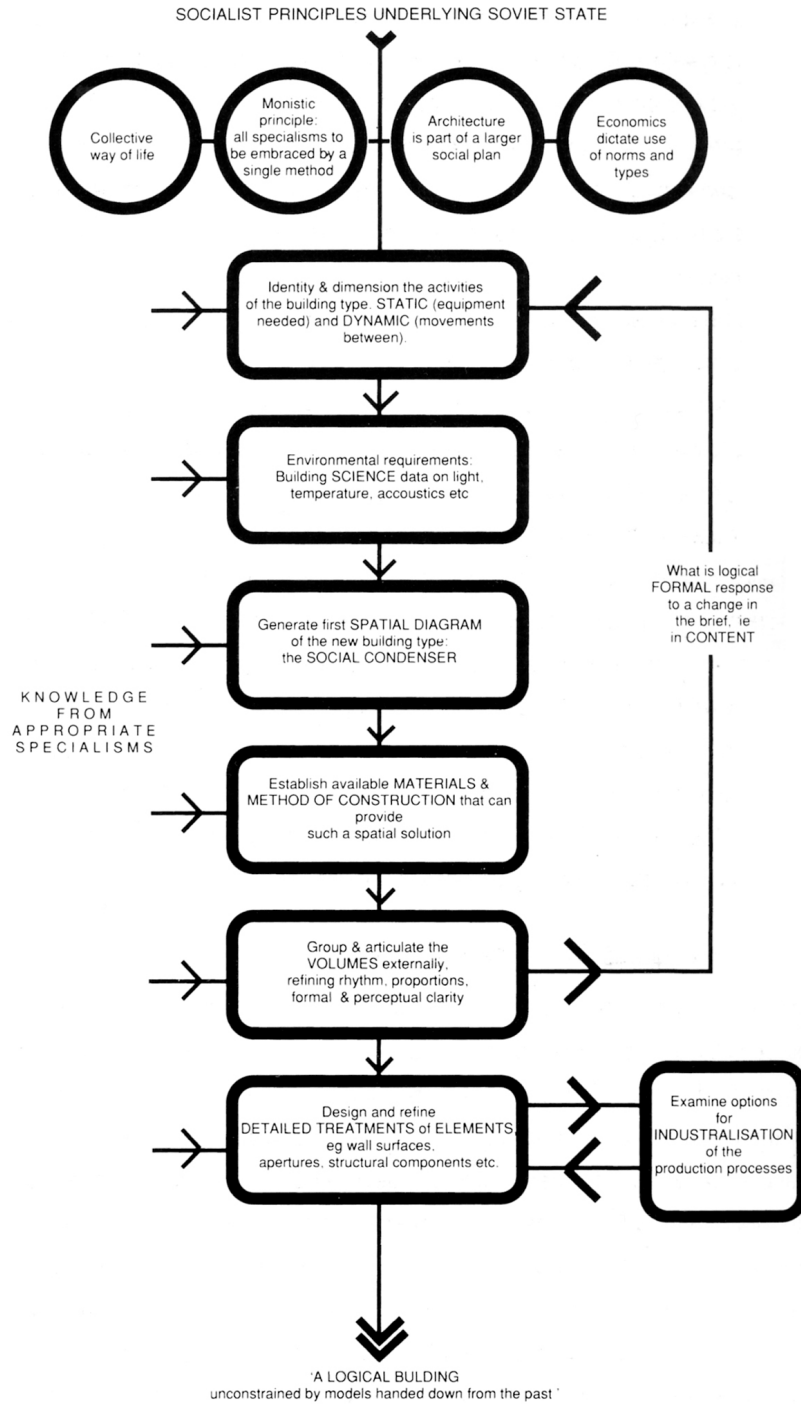 SOCIALIST PRINCIPLES UNDERLYING SOVIET STATE
Collective
way of life
Monistic
principle:
all specialisms to
be embraced by a
single method
Architecture
is part of a larger
social plan
Economics
dictate use
of norms and
types
Identity & dimension the activities
of the building type. STATIC (equipment
needed) and DYNAMIC (movements
between).
Environmental requirements:
Building SCIENCE data on light,
temperature, accoustics etc
Generate first SPATIAL DIAGRAM
of the new building type:
the SOCIAL CONDENSER
What is logical
FORMAL response
to a change in
the brief, ie
in CONTENT
KNOWLEDGE
FROM
APPROPRIATE
SPECIALISMS
Establish available MATERIALS &
METHOD OF CONSTRUCTION that can
provide
such a spatial solution
Group & articulate the
VOLUMES externally,
refining rhythm, proportions,
formal & perceptual clarity
Design and refine
DETAILED TREATMENTS of ELEMENTS,
eg wall surfaces,
apertures, structural components etc.
Examine options
for
INDUSTRALISATION
of the
production processes
'A LOGICAL BULDING
unconstrained by models handed down from the past '